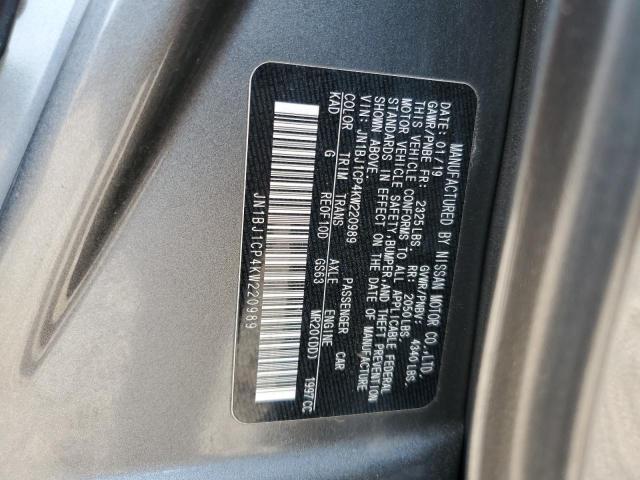 MANUFACTURED BY NISSAN MOTOR CO.,LTD.
DATE: 01/19 GVWR/PNBV: 4340LBS.
GAWR/PNBE FR: 2325LBS. RR: 2050LBS.
THIS VEHICLE CONFORMS TO ALL APPLICABLE FEDERAL
MOTOR VEHICLE SAFETY,BUMPER,AND THEFT PREVENTION
STANDARDS IN EFFECT ON THE DATE OF MANUFACTURE
SHOWN ABOVE.
VIN: JN1BJ1CP4KW220989 PASSENGER CAR
COLOR TRIM TRANS AXLE ENGINE
KAD G RE0F10D GS63 MR20(DD) 1997CC
JN1BJ1CP4KW220989